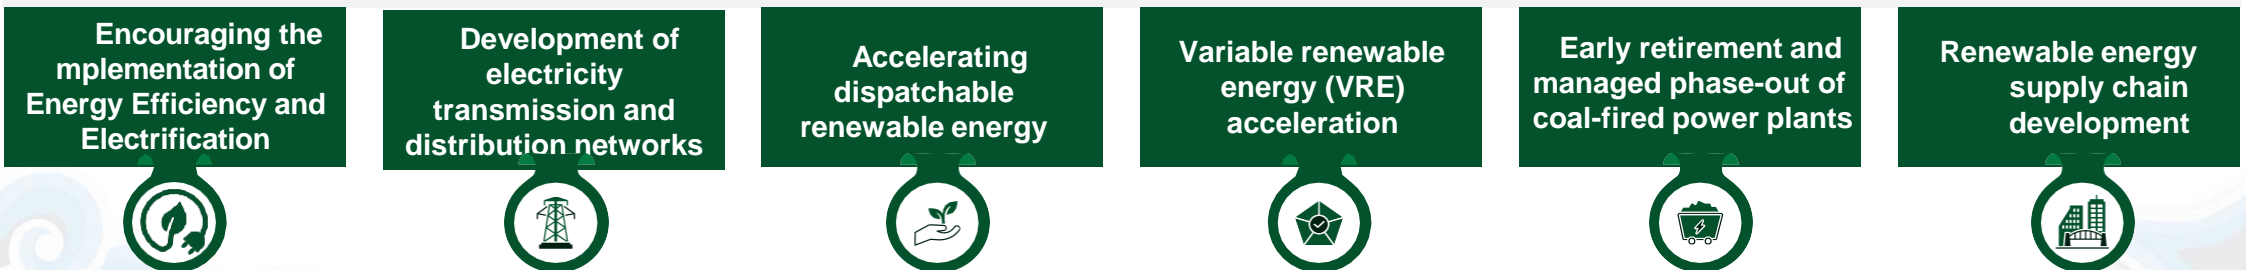 Encouraging the
mplementation of
Energy Efficiency and
Electrification
Development of
electricity
transmission and
distribution networks
Accelerating
dispatchable
renewable energy
Variable renewable
energy (VRE)
acceleration
Early retirement and
managed phase-out of
coal-fired power plants
Renewable energy
supply chain
development